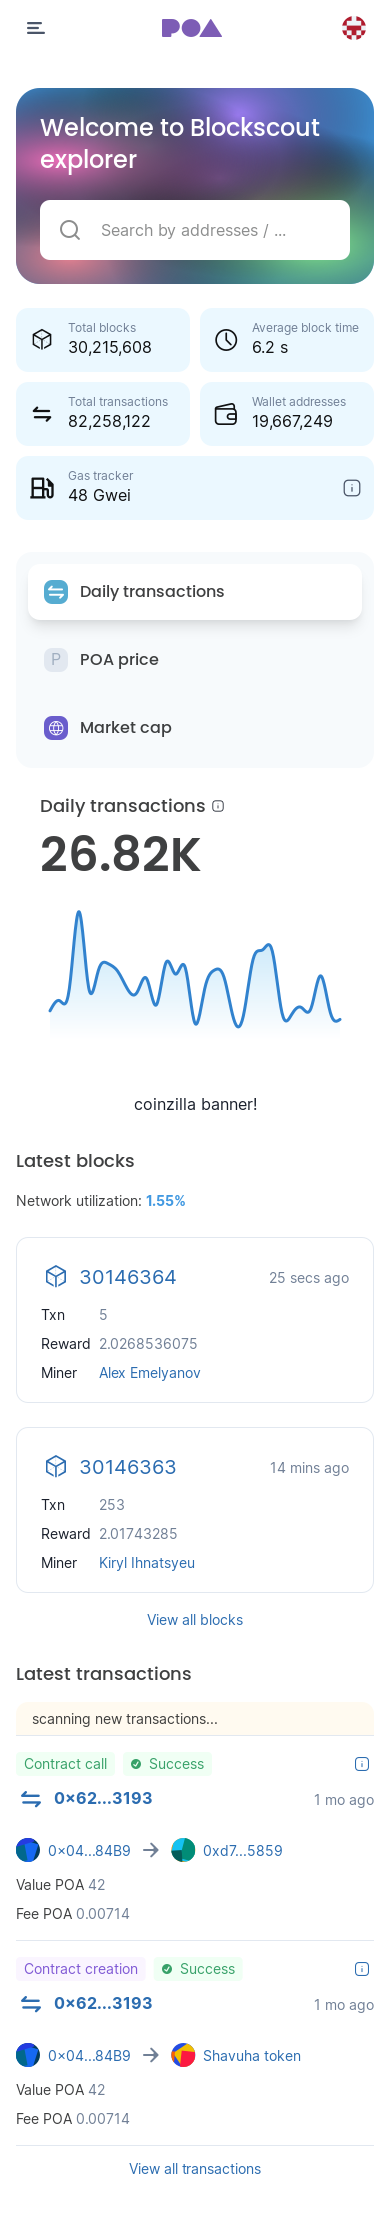 POA
Welcome to Blockscout
explorer
Search by addresses / ...
Total blocks
30,215,608
Average block time
6.2 s
Total transactions
82,258,122
Wallet addresses
19,667,249
Gas tracker
48 Gwei
Daily transactions
P POA price
Market cap
Daily transactions
26.82K
coinzilla banner!
Latest blocks
Network utilization: 1.55%
30146364 25 secs ago
Txn 5
Reward 2.0268536075
Miner Alex Emelyanov
30146363 14 mins ago
Txn 253
Reward 2.01743285
Miner Kiryl Ihnatsyeu
View all blocks
Latest transactions
scanning new transactions...
Contract call Success
0x62...3193 1 mo ago
0x04...84B9 → 0xd7...5859
Value POA 42
Fee POA 0.00714
Contract creation Success
0x62...3193 1 mo ago
0x04...84B9 → Shavuha token
Value POA 42
Fee POA 0.00714
View all transactions